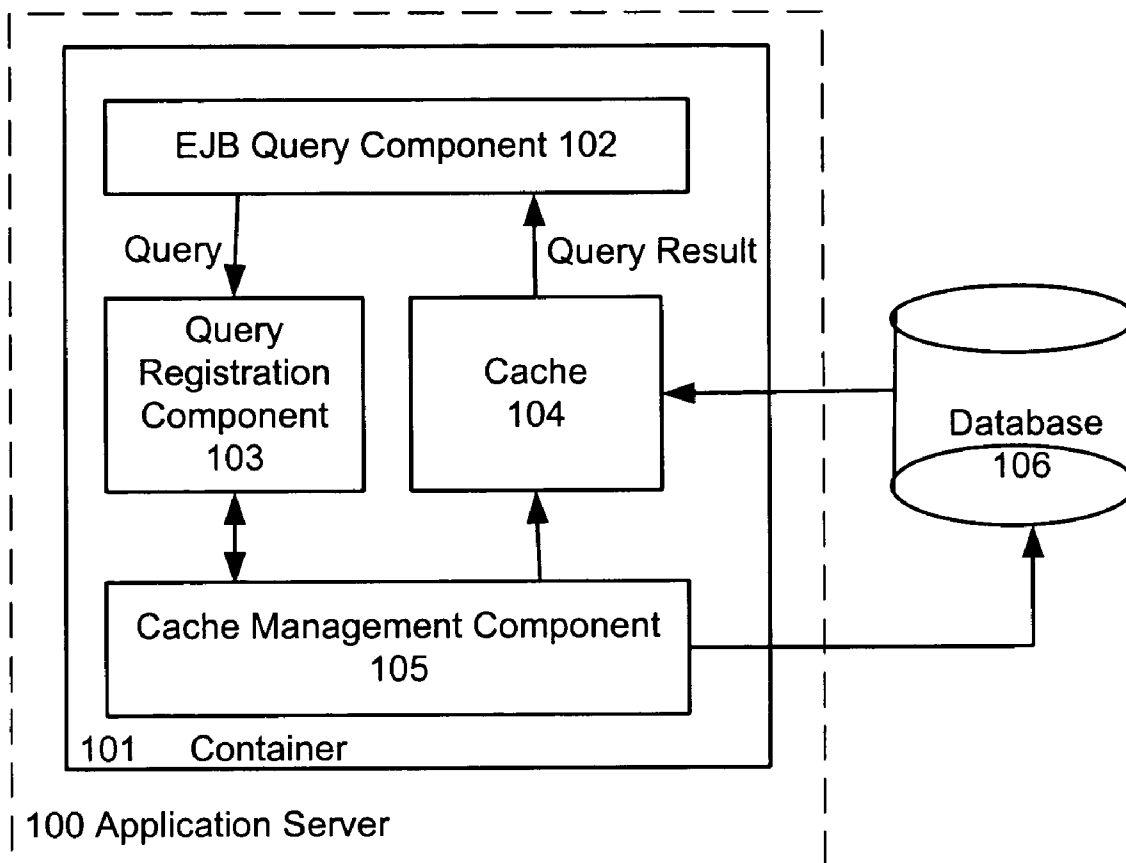 EJB Query Component 102
Query
Query Result
Query
Registration
Component
103
Cache
104
Database
106
Cache Management Component
105
101 Container
100 Application Server